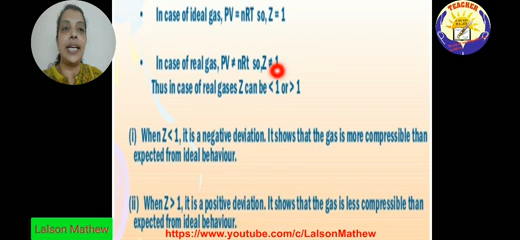 TEACHER
• In case of ideal gas, PV = nRT so, Z = 1
• In case of real gas, PV ≠ nRt so,Z ≠ 1
Thus in case of real gases Z can be < 1 or > 1
(i) When Z < 1, it is a negative deviation. It shows that the gas is more compressible than
expected from ideal behaviour.
(ii) When Z > 1, it is a positive deviation. It shows that the gas is less compressible than
expected from ideal behaviour.
Lalson Mathew
https://www.youtube.com/c/LalsonMathew